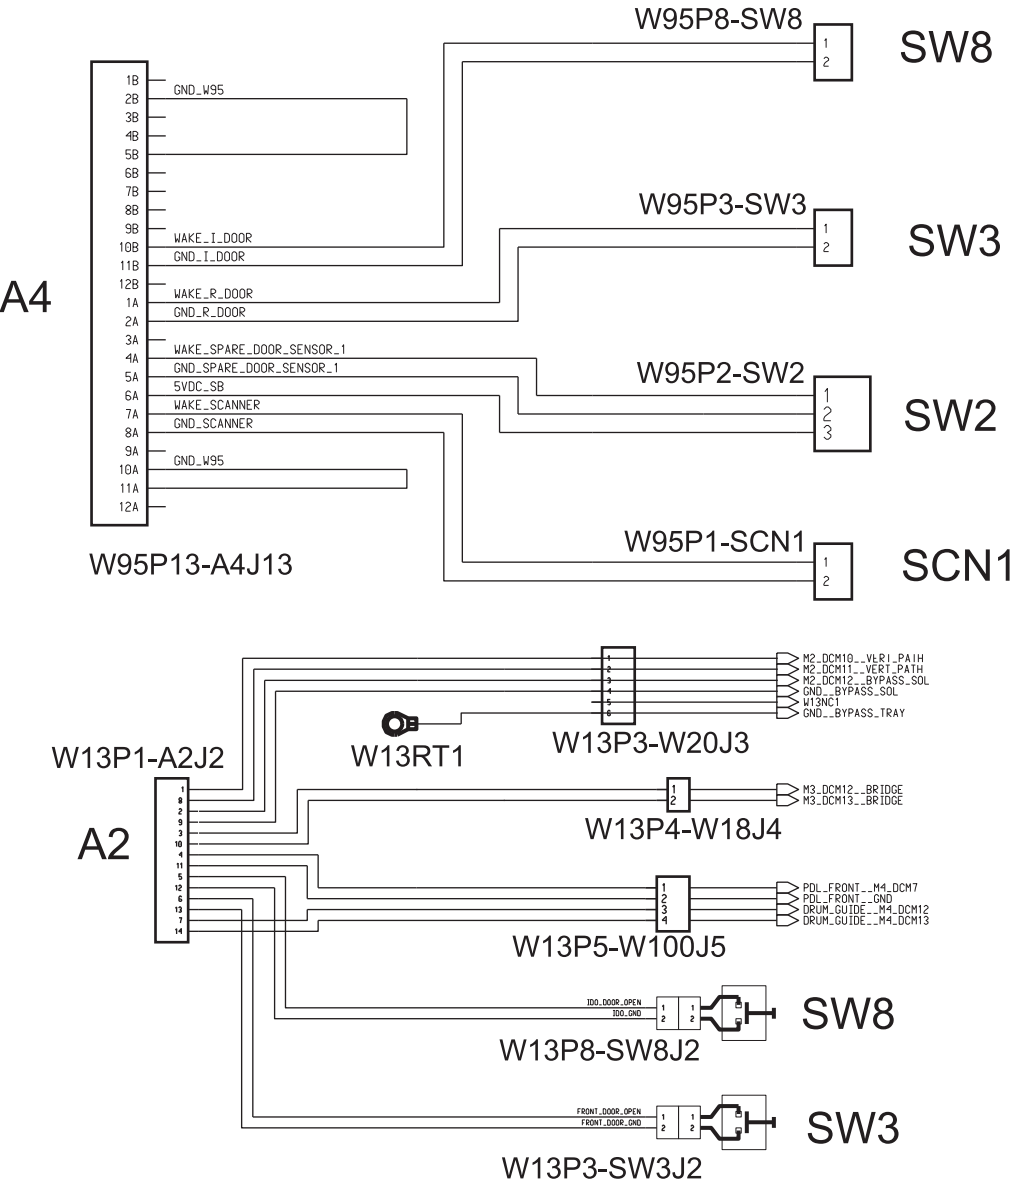 W95P8-SW8
1
2
SW8
1B
2B GND_W95
3B
4B
5B
6B
7B
8B
9B
10B WAKE_I_DOOR
11B GND_I_DOOR
12B
1A WAKE_R_DOOR
2A GND_R_DOOR
3A
4A WAKE_SPARE_DOOR_SENSOR_1
5A GND_SPARE_DOOR_SENSOR_1
6A 5VDC_SB
7A WAKE_SCANNER
8A GND_SCANNER
9A
10A GND_W95
11A
12A
A4
W95P13-A4J13
W95P3-SW3
1
2
SW3
W95P2-SW2
1
2
3
SW2
W95P1-SCN1
1
2
SCN1
1 M2_DCM10__VERT_PATH
2 M2_DCM11__VERT_PATH
3 M2_DCM12__BYPASS_SOL
4 GND__BYPASS_SOL
5 W13NC1
6 GND__BYPASS_TRAY
W13RT1
W13P3-W20J3
W13P1-A2J2
A2
1
8
2
9
3
10
4
11
5
12
6
13
7
14
1 M3_DCM12__BRIDGE
2 M3_DCM13__BRIDGE
W13P4-W18J4
1 PDL_FRONT__M4_DCM7
2 PDL_FRONT__GND
3 DRUM_GUIDE__M4_DCM12
4 DRUM_GUIDE__M4_DCM13
W13P5-W100J5
IDO_DOOR_OPEN 1 1
IDO_GND 2 2
SW8
W13P8-SW8J2
FRONT_DOOR_OPEN 1 1
FRONT_DOOR_GND 2 2
SW3
W13P3-SW3J2